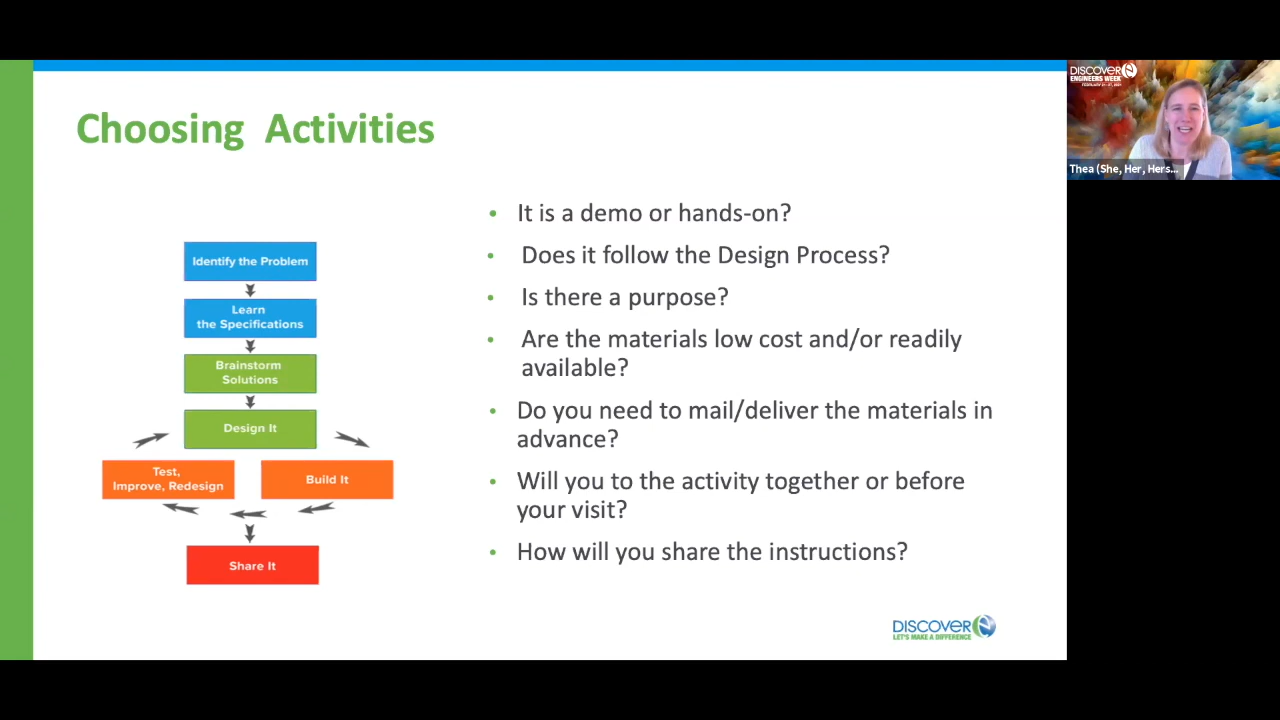 Choosing Activities
Identify the Problem
Learn
the Specifications
Brainstorm
Solutions
Design It
Test,
Improve, Redesign
Build It
Share It
• It is a demo or hands-on?
• Does it follow the Design Process?
• Is there a purpose?
• Are the materials low cost and/or readily
available?
• Do you need to mail/deliver the materials in
advance?
• Will you to the activity together or before
your visit?
• How will you share the instructions?
DISCOVER e
LET'S MAKE A DIFFERENCE
DISCOVER e
ENGINEERS WEEK
FEBRUARY 21-27, 2021
Thea (She, Her, Hers...